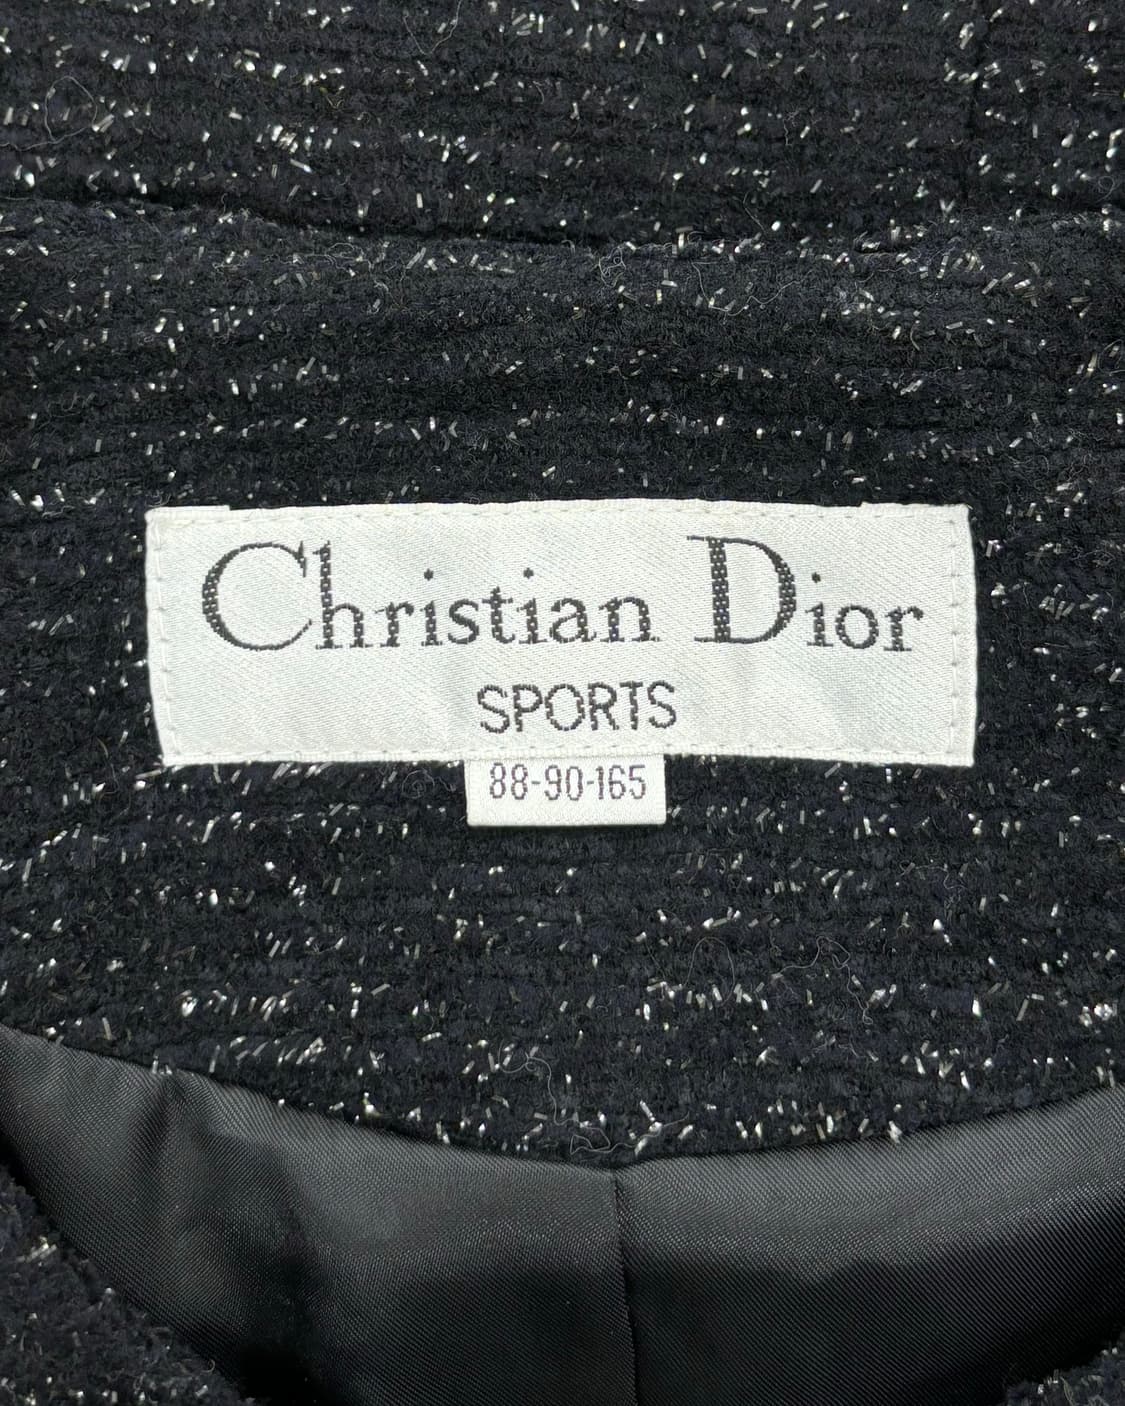 Christian Dior
SPORTS
88-90-165